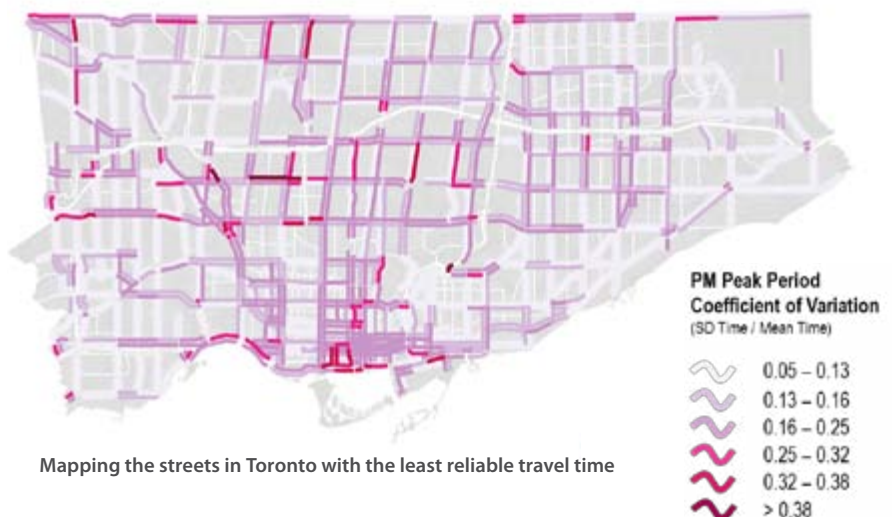 PM Peak Period
Coefficient of Variation
(SD Time / Mean Time)
0.05 – 0.13
0.13 – 0.16
0.16 – 0.25
0.25 – 0.32
0.32 – 0.38
> 0.38
Mapping the streets in Toronto with the least reliable travel time